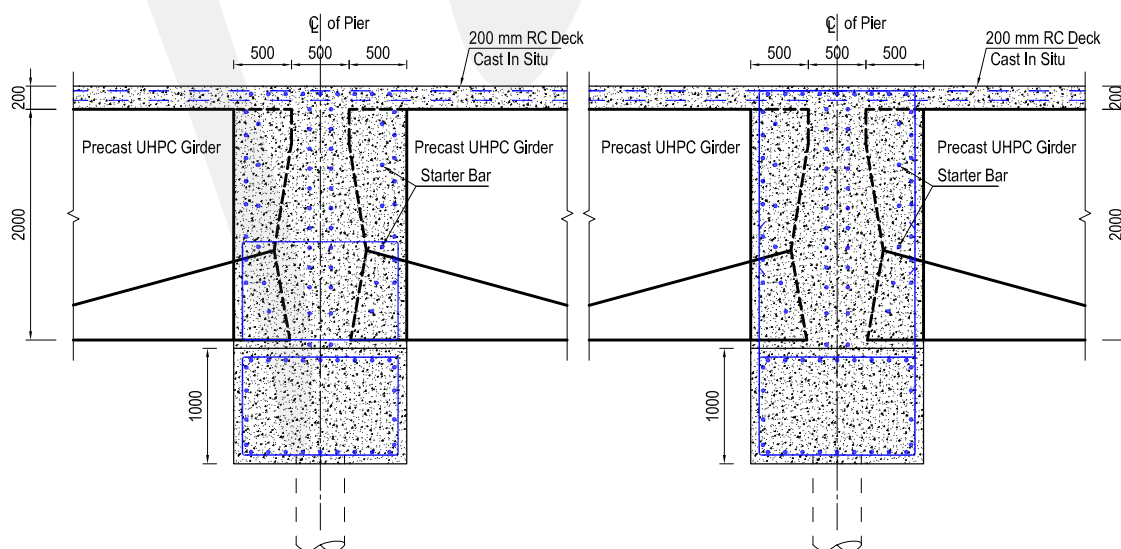 ℄ of Pier
500 500 500
200 mm RC Deck
Cast In Situ
200
Precast UHPC Girder
Precast UHPC Girder
Starter Bar
2000
1000
℄ of Pier
500 500 500
200 mm RC Deck
Cast In Situ
200
Precast UHPC Girder
Precast UHPC Girder
Starter Bar
2000
1000